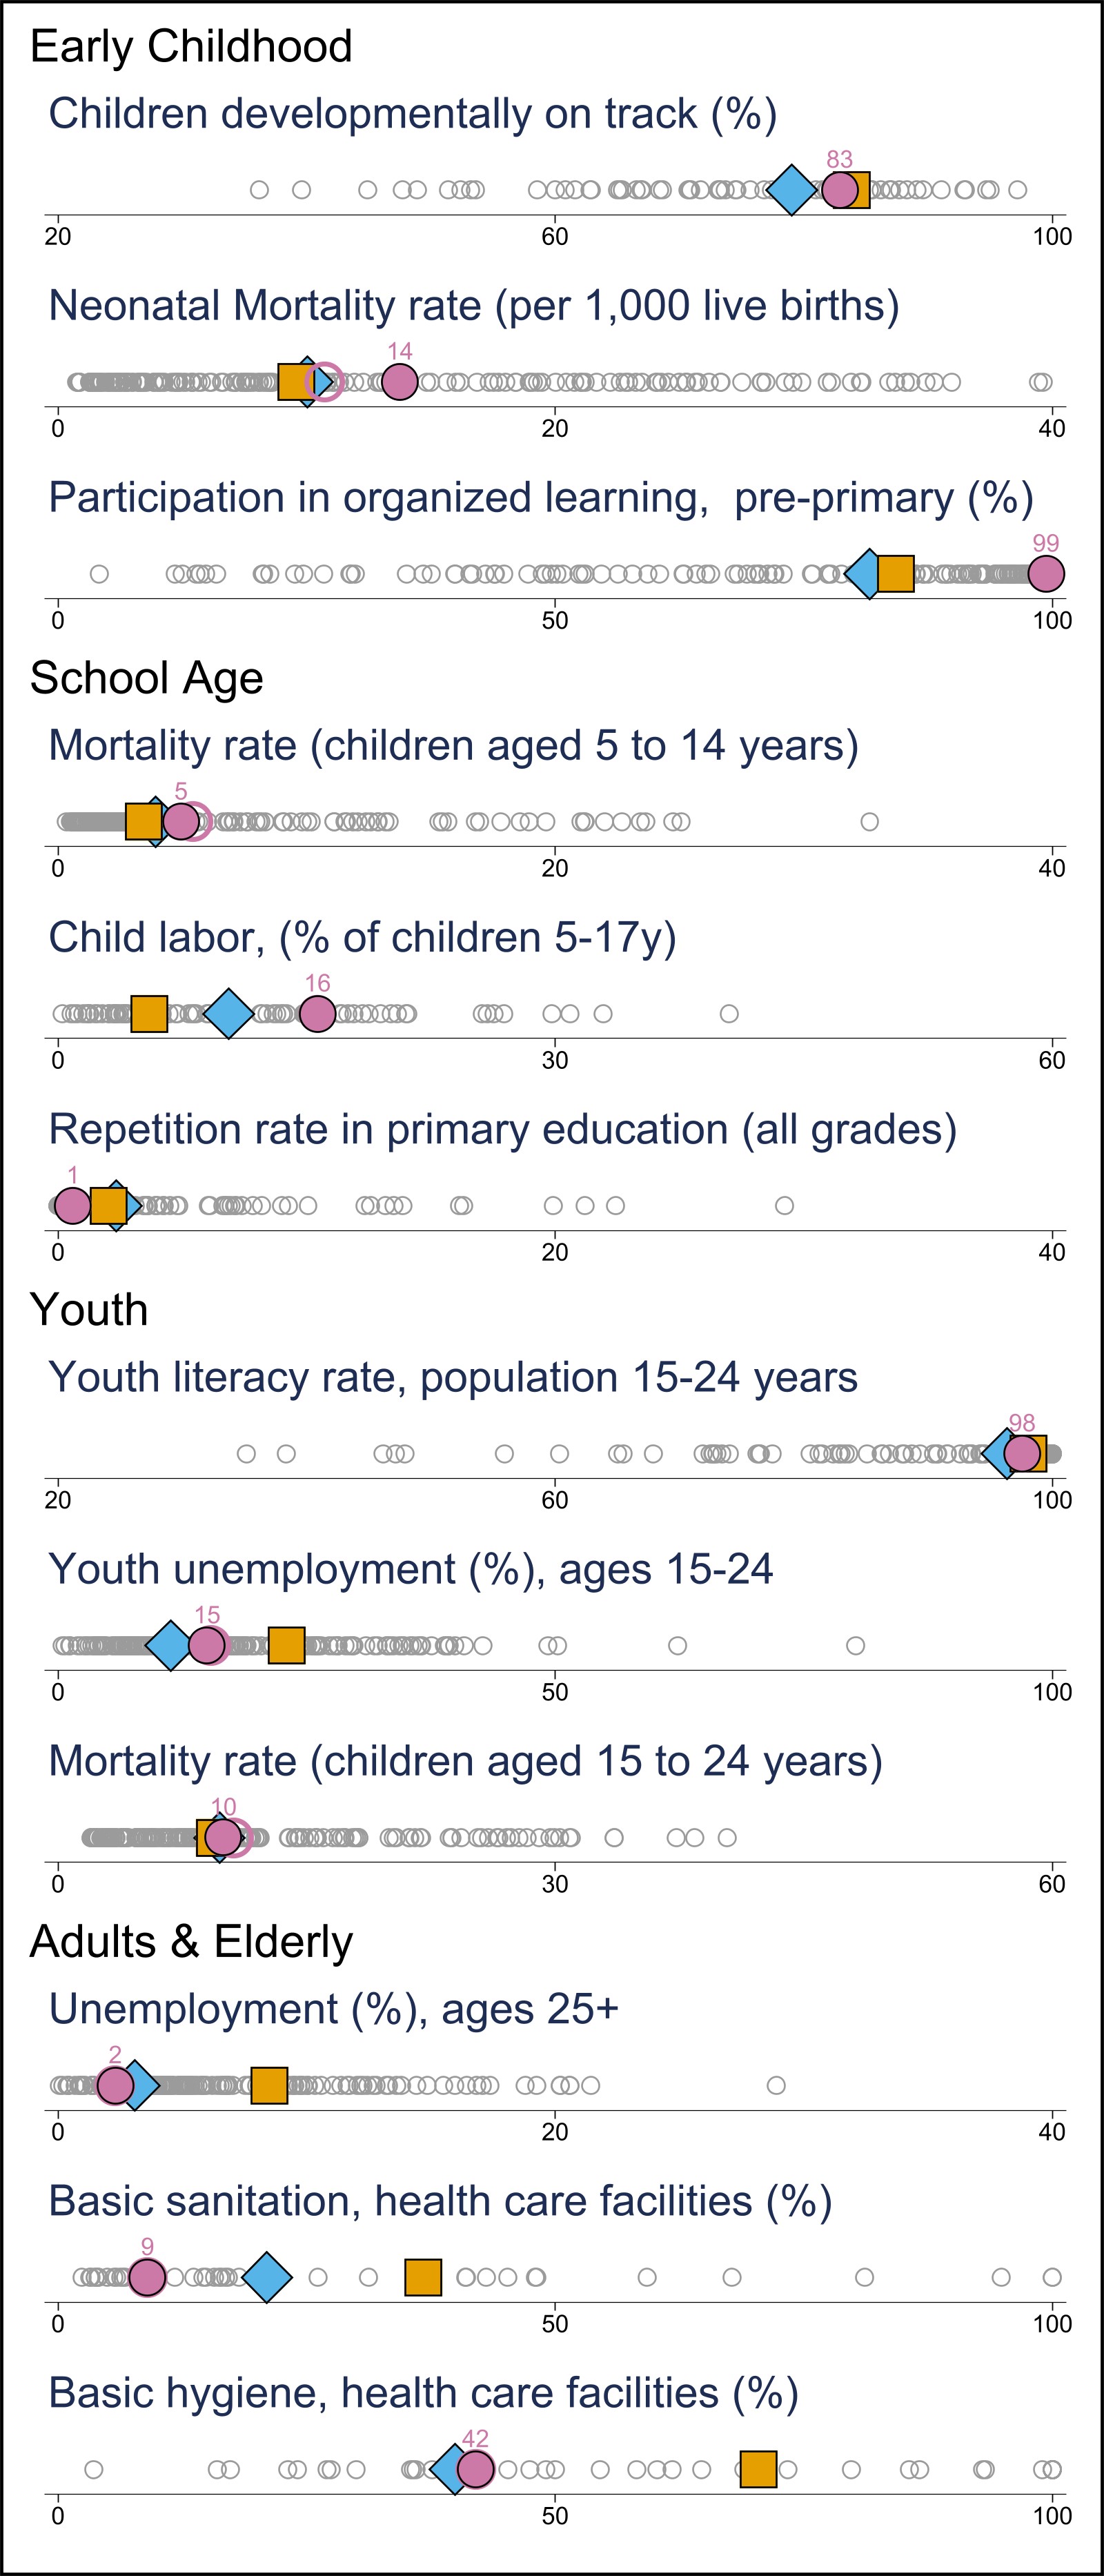 Early Childhood
Children developmentally on track (%)
83
20 60 100
Neonatal Mortality rate (per 1,000 live births)
14
0 20 40
Participation in organized learning, pre-primary (%)
99
0 50 100
School Age
Mortality rate (children aged 5 to 14 years)
5
0 20 40
Child labor, (% of children 5-17y)
16
0 30 60
Repetition rate in primary education (all grades)
1
0 20 40
Youth
Youth literacy rate, population 15-24 years
98
20 60 100
Youth unemployment (%), ages 15-24
15
0 50 100
Mortality rate (children aged 15 to 24 years)
10
0 30 60
Adults & Elderly
Unemployment (%), ages 25+
2
0 20 40
Basic sanitation, health care facilities (%)
9
0 50 100
Basic hygiene, health care facilities (%)
42
0 50 100